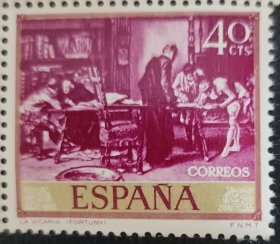 40
CTS
CORREOS
ESPAÑA
LA VICARIA (FORTUNY)
F.N.M.T.